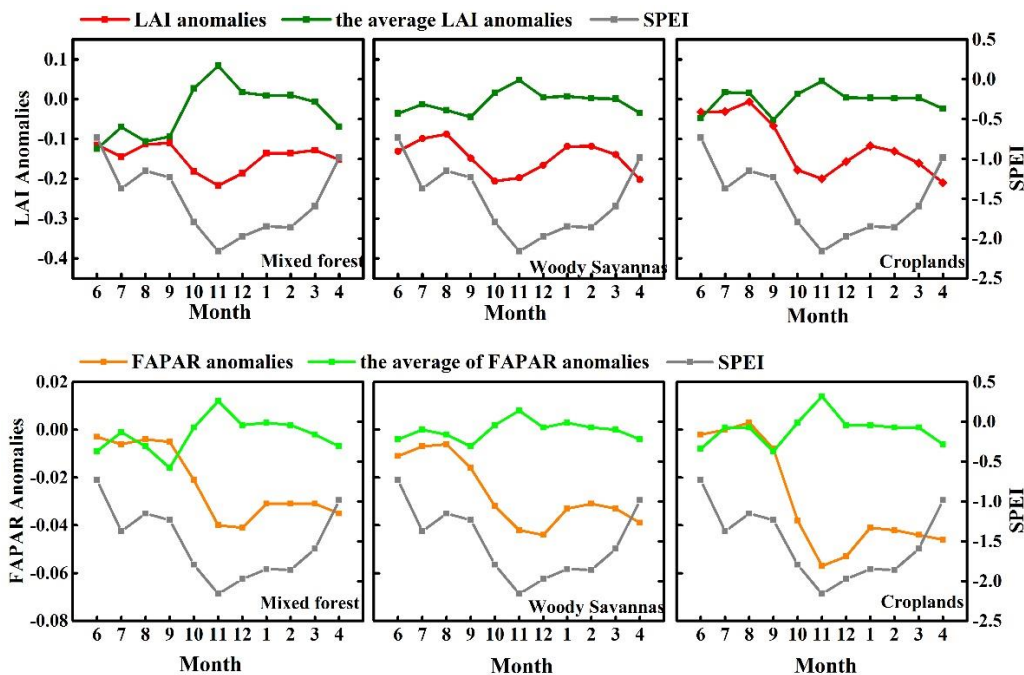 LAI anomalies the average LAI anomalies SPEI
LAI Anomalies
0.1
0.0
-0.1
-0.2
-0.3
-0.4
Mixed forest
6 7 8 9 10 11 12 1 2 3 4
Month
Woody Savannas
6 7 8 9 10 11 12 1 2 3 4
Month
Croplands
6 7 8 9 10 11 12 1 2 3 4
Month
0.5
0.0
-0.5
-1.0
-1.5
-2.0
-2.5
SPEI
FAPAR anomalies the average of FAPAR anomalies SPEI
FAPAR Anomalies
0.02
0.00
-0.02
-0.04
-0.06
-0.08
Mixed forest
6 7 8 9 10 11 12 1 2 3 4
Month
Woody Savannas
6 7 8 9 10 11 12 1 2 3 4
Month
Croplands
6 7 8 9 10 11 12 1 2 3 4
Month
0.5
0.0
-0.5
-1.0
-1.5
-2.0
-2.5
SPEI